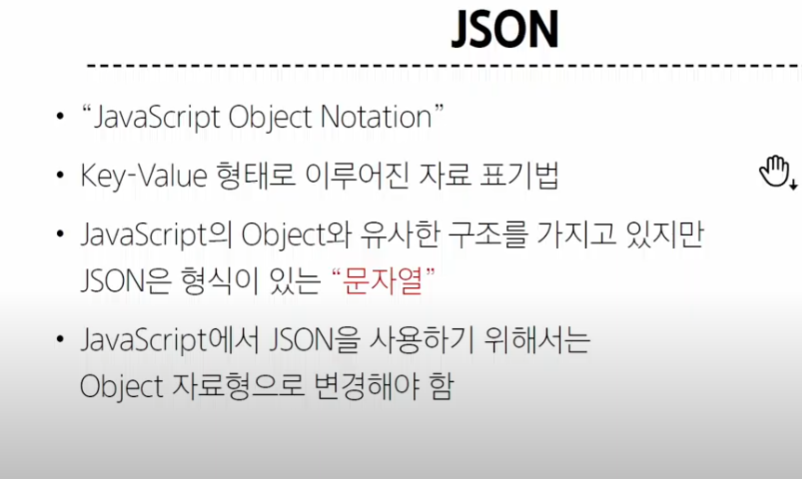 JSON
• “JavaScript Object Notation”
• Key-Value 형태로 이루어진 자료 표기법
• JavaScript의 Object와 유사한 구조를 가지고 있지만
JSON은 형식이 있는 “문자열”
• JavaScript에서 JSON을 사용하기 위해서는
Object 자료형으로 변경해야 함